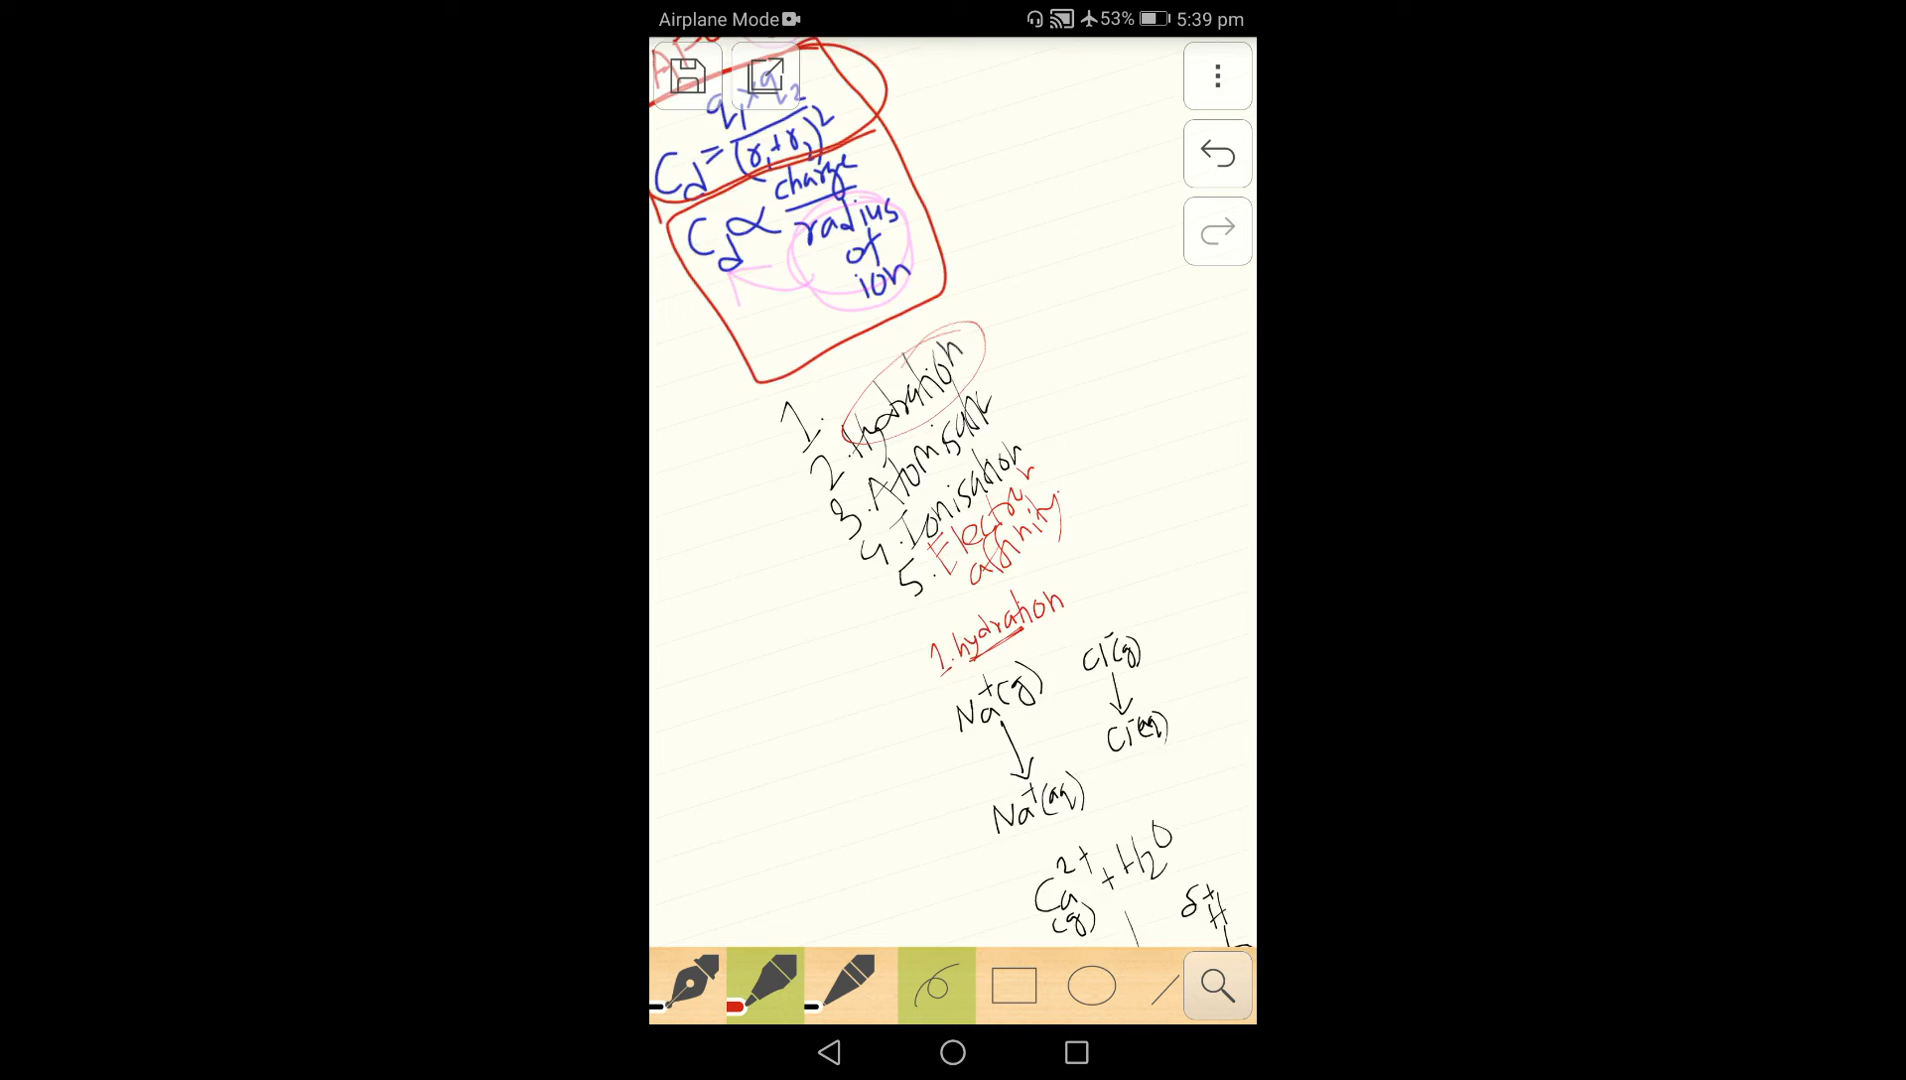 Airplane Mode 53% 5:39 pm
q1 x q2
Cd = (r1+r2)2
Cd ∝ charge
radius
of
ion
1. Hydration
2. Atomisatn
3. Ionisation
4. Electron
5. affinity
1. hydration
Na+(g) Cl-(g)
Na+(aq) Cl-(aq)
Ca2+ + H2O
(g) δ+ H